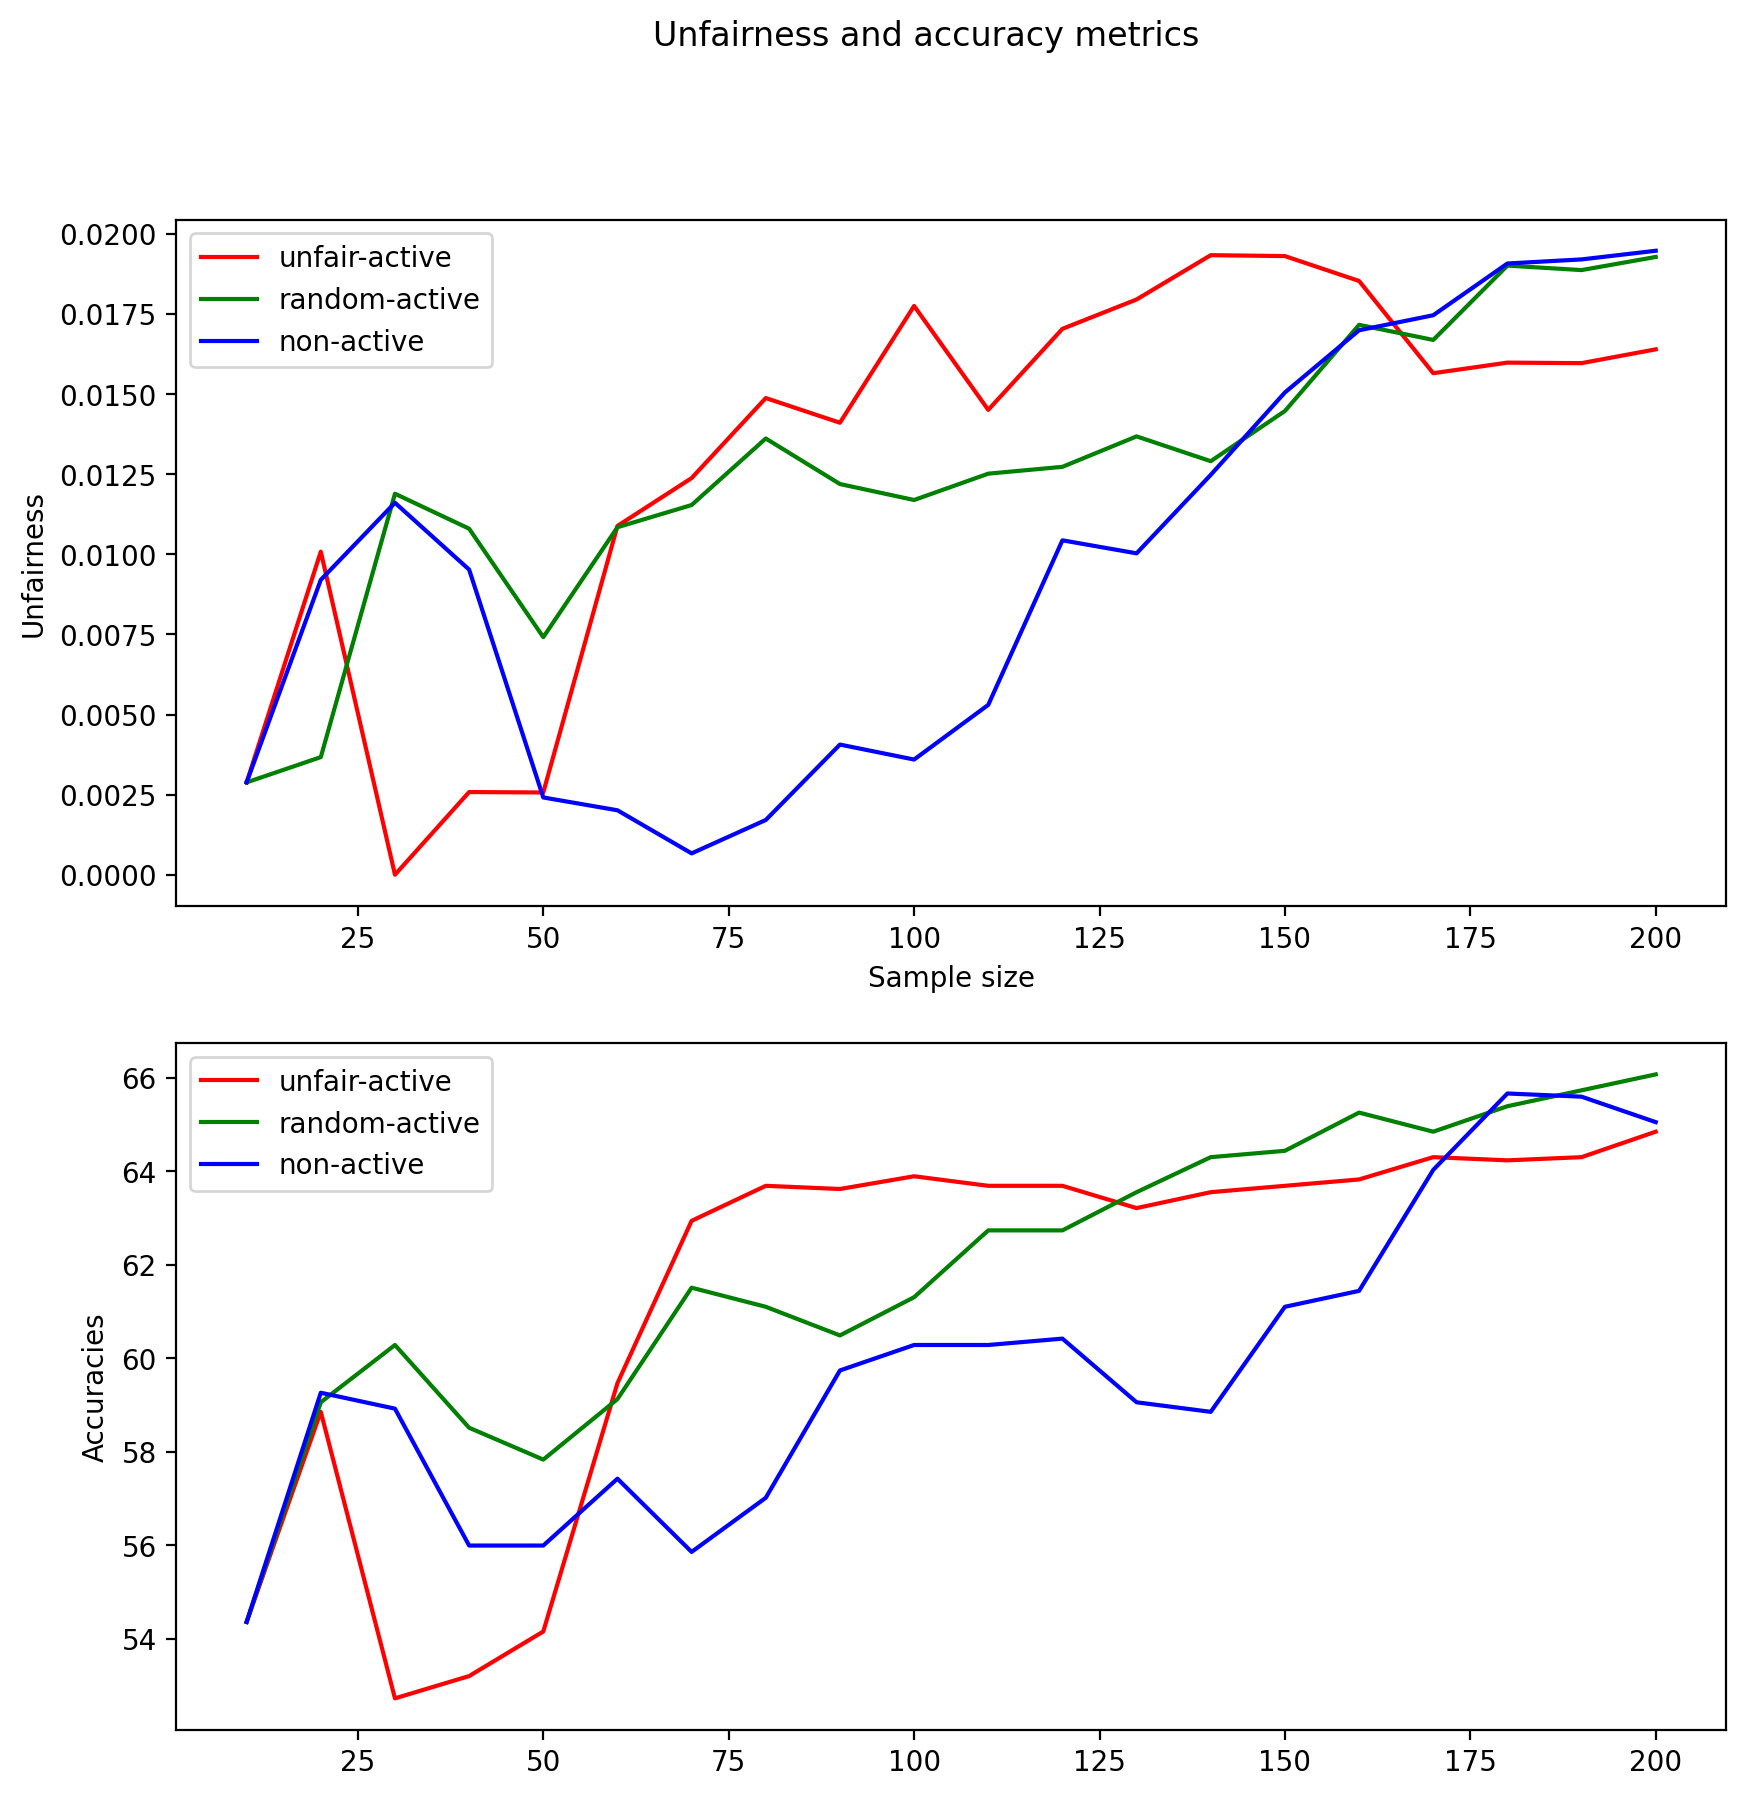 Unfairness and accuracy metrics
unfair-active
random-active
non-active
Unfairness
0.0200
0.0175
0.0150
0.0125
0.0100
0.0075
0.0050
0.0025
0.0000
25 50 75 100 125 150 175 200
Sample size
unfair-active
random-active
non-active
Accuracies
66
64
62
60
58
56
54
25 50 75 100 125 150 175 200